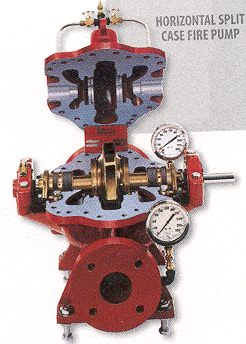 HORIZONTAL SPLIT
CASE FIRE PUMP